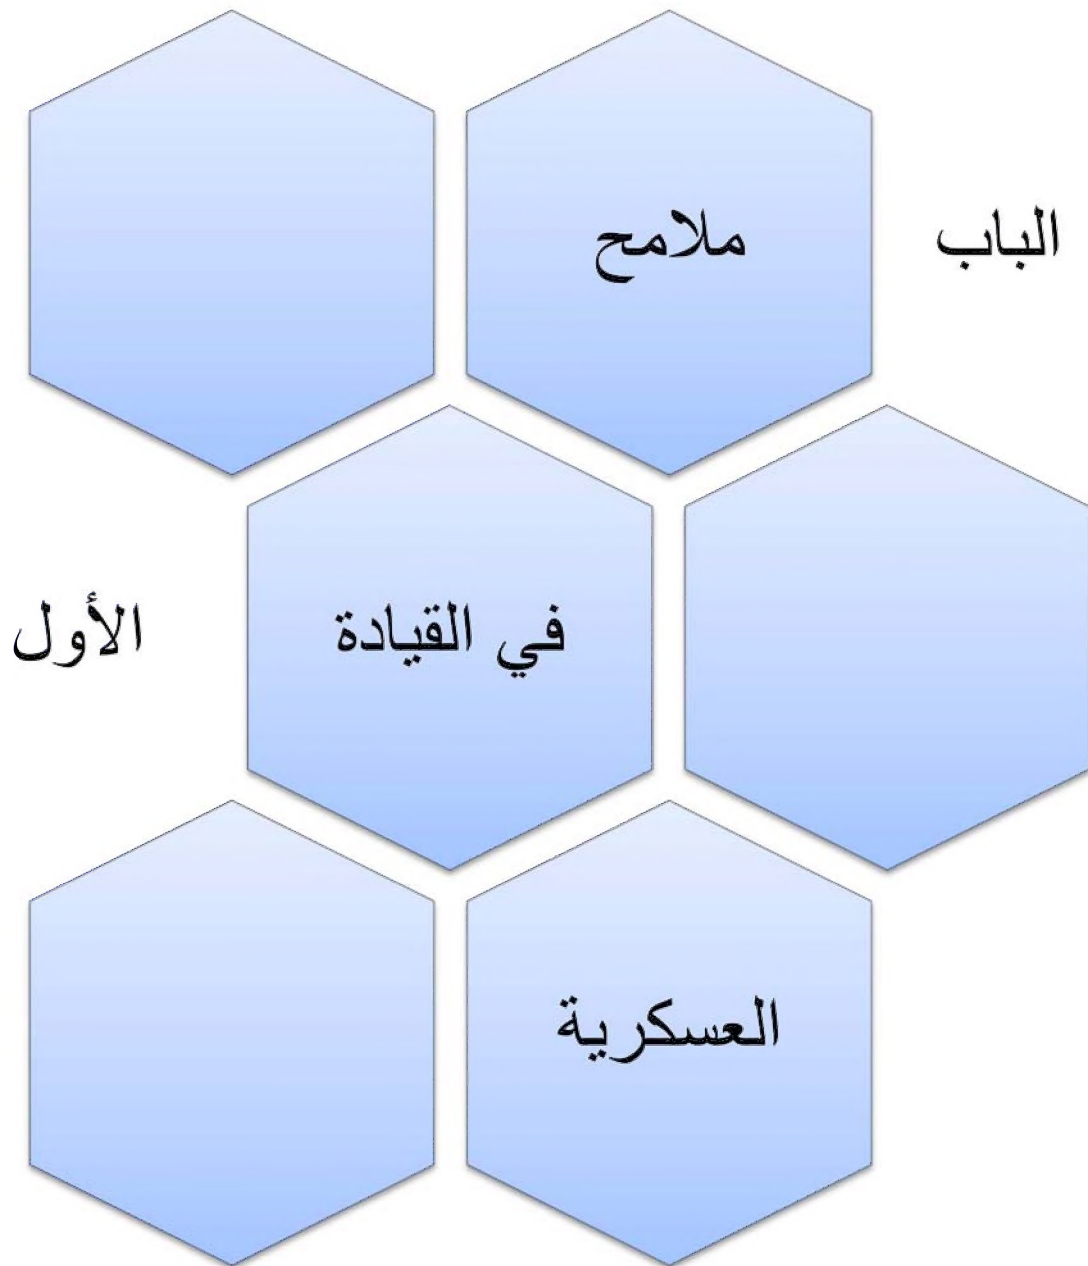 الباب
ملامح
في القيادة
الأول
العسكرية